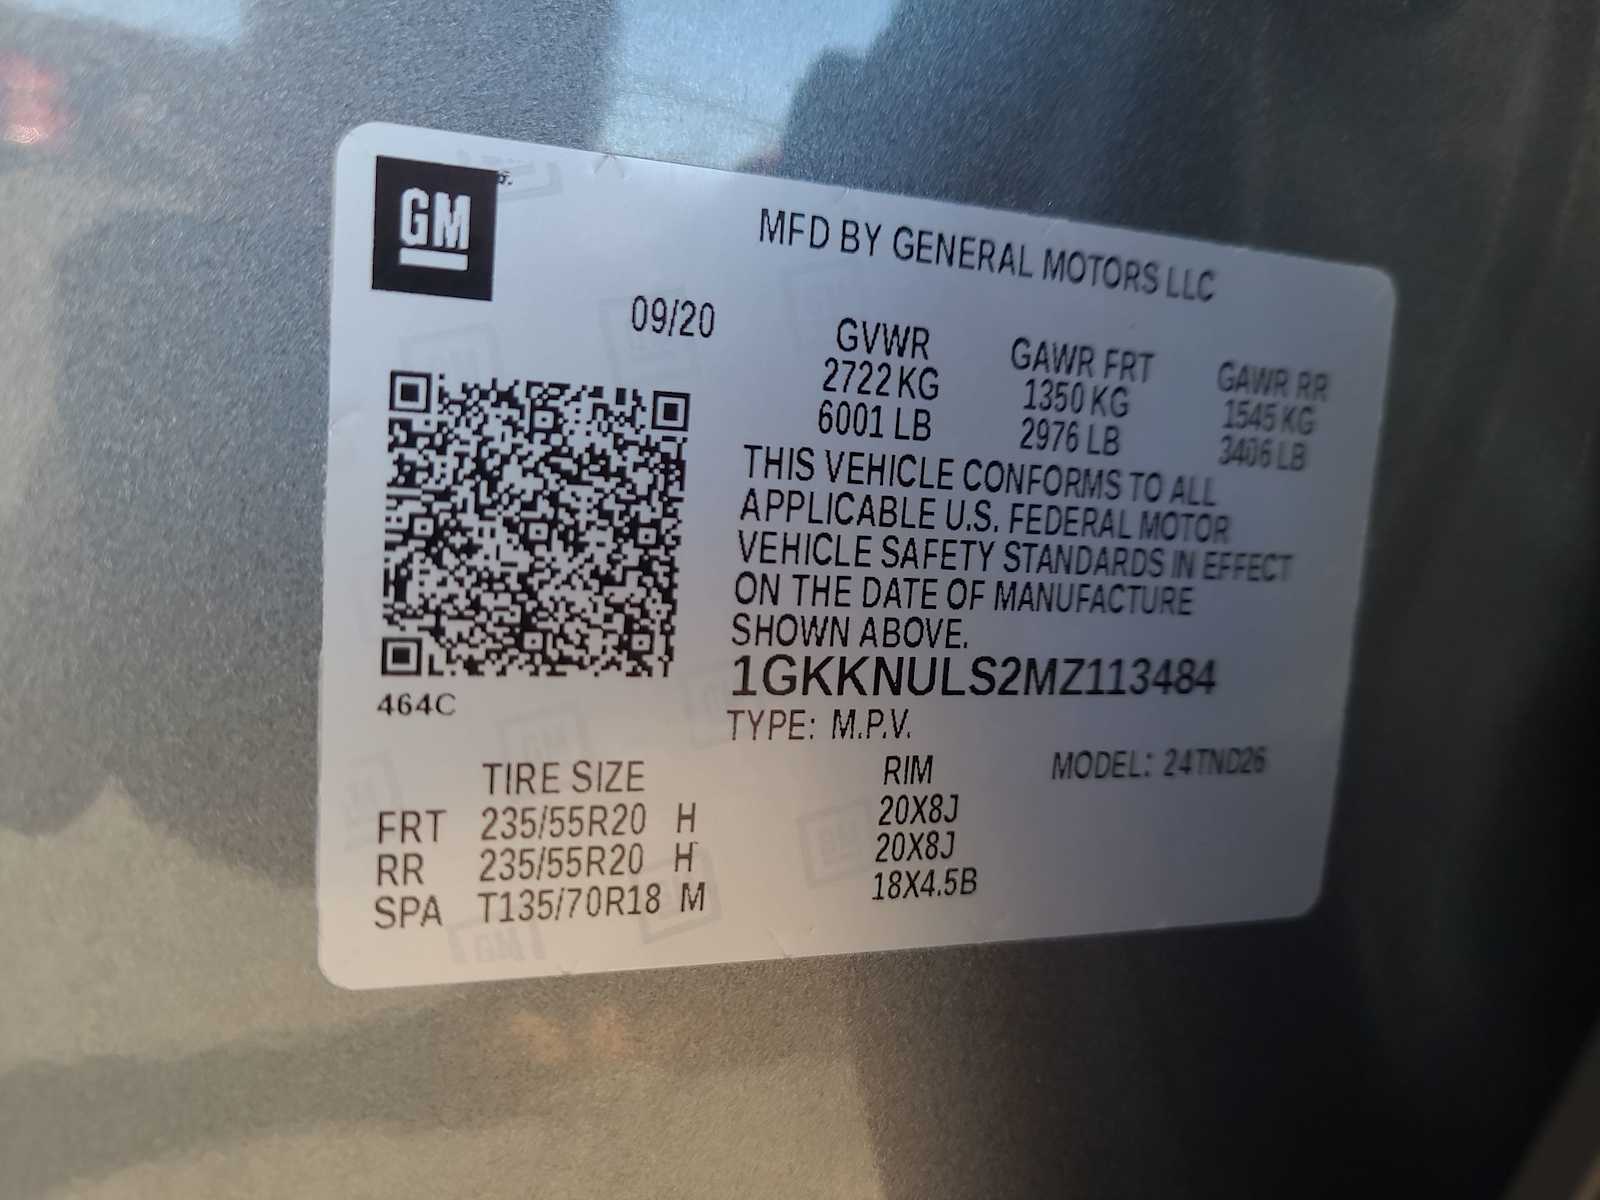 GM
MFD BY GENERAL MOTORS LLC
09/20
GVWR GAWR FRT GAWR RR
2722 KG 1350 KG 1545 KG
6001 LB 2976 LB 3406 LB
THIS VEHICLE CONFORMS TO ALL
APPLICABLE U.S. FEDERAL MOTOR
VEHICLE SAFETY STANDARDS IN EFFECT
ON THE DATE OF MANUFACTURE
SHOWN ABOVE.
1GKKNULS2MZ113484
464C
TYPE: M.P.V.
TIRE SIZE RIM MODEL: 24TND26
FRT 235/55R20 H 20X8J
RR 235/55R20 H 20X8J
SPA T135/70R18 M 18X4.5B